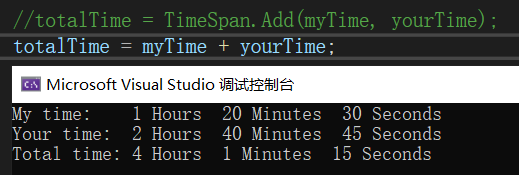 //totalTime = TimeSpan.Add(myTime, yourTime);
totalTime = myTime + yourTime;
Microsoft Visual Studio 调试控制台
My time:   1 Hours  20 Minutes  30 Seconds
Your time:  2 Hours  40 Minutes  45 Seconds
Total time: 4 Hours  1 Minutes  15 Seconds